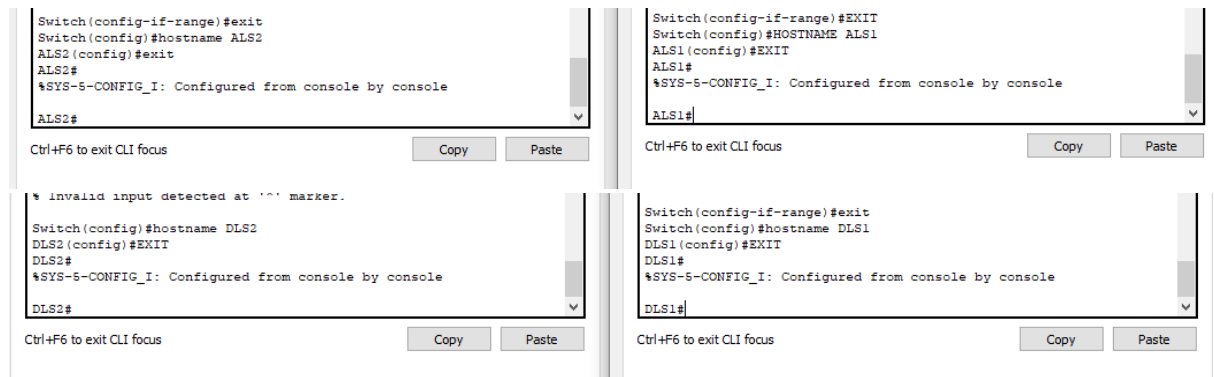 Switch(config-if-range)#exit
Switch(config)#hostname ALS2
ALS2(config)#exit
ALS2#
%SYS-5-CONFIG_I: Configured from console by console
ALS2#
Ctrl+F6 to exit CLI focus
Copy
Paste
Switch(config-if-range)#EXIT
Switch(config)#HOSTNAME ALS1
ALS1(config)#EXIT
ALS1#
%SYS-5-CONFIG_I: Configured from console by console
ALS1#
Ctrl+F6 to exit CLI focus
Copy
Paste
% Invalid input detected at '^' marker.
Switch(config)#hostname DLS2
DLS2(config)#EXIT
DLS2#
%SYS-5-CONFIG_I: Configured from console by console
DLS2#
Ctrl+F6 to exit CLI focus
Copy
Paste
Switch(config-if-range)#exit
Switch(config)#hostname DLS1
DLS1(config)#EXIT
DLS1#
%SYS-5-CONFIG_I: Configured from console by console
DLS1#
Ctrl+F6 to exit CLI focus
Copy
Paste